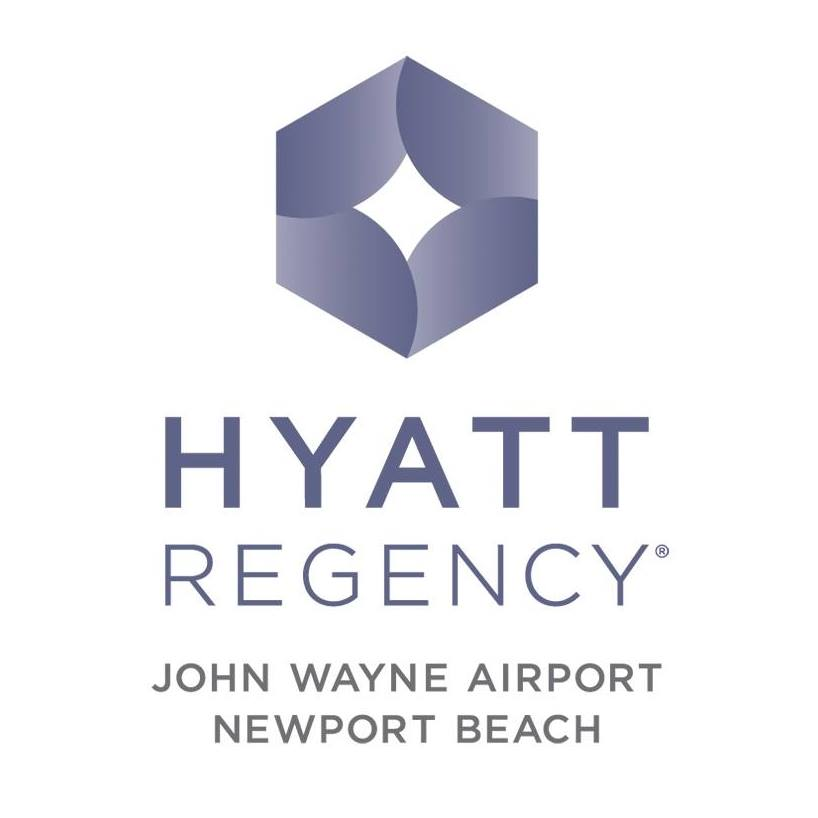 HYATT
REGENCY®
JOHN WAYNE AIRPORT
NEWPORT BEACH